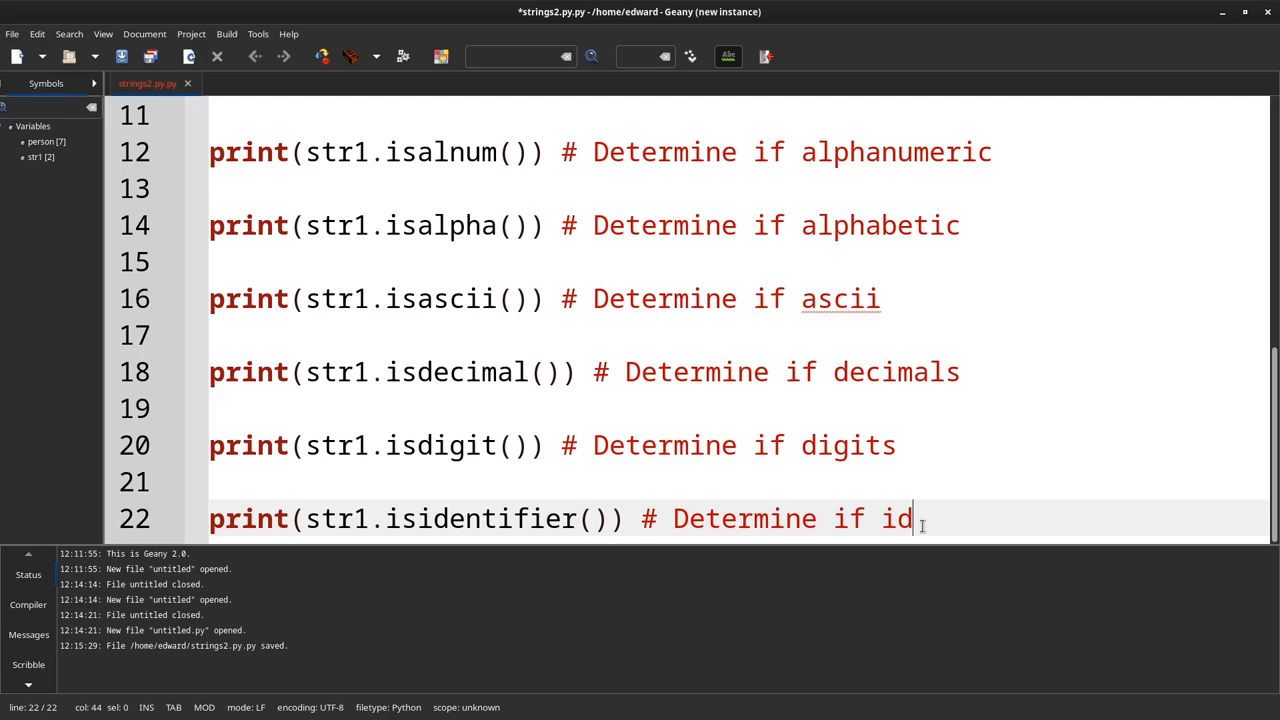 *strings2.py.py - /home/edward - Geany (new instance)
File Edit Search View Document Project Build Tools Help
Abc
Symbols
strings2.py.py
Variables
person [7]
str1 [2]
11
12 print(str1.isalnum()) # Determine if alphanumeric
13
14 print(str1.isalpha()) # Determine if alphabetic
15
16 print(str1.isascii()) # Determine if ascii
17
18 print(str1.isdecimal()) # Determine if decimals
19
20 print(str1.isdigit()) # Determine if digits
21
22 print(str1.isidentifier()) # Determine if id
Status
Compiler
Messages
Scribble
12:11:55: This is Geany 2.0.
12:11:55: New file "untitled" opened.
12:14:14: File untitled closed.
12:14:14: New file "untitled" opened.
12:14:21: File untitled closed.
12:14:21: New file "untitled.py" opened.
12:15:29: File /home/edward/strings2.py.py saved.
line: 22 / 22 col: 44 sel: 0 INS TAB MOD mode: LF encoding: UTF-8 filetype: Python scope: unknown